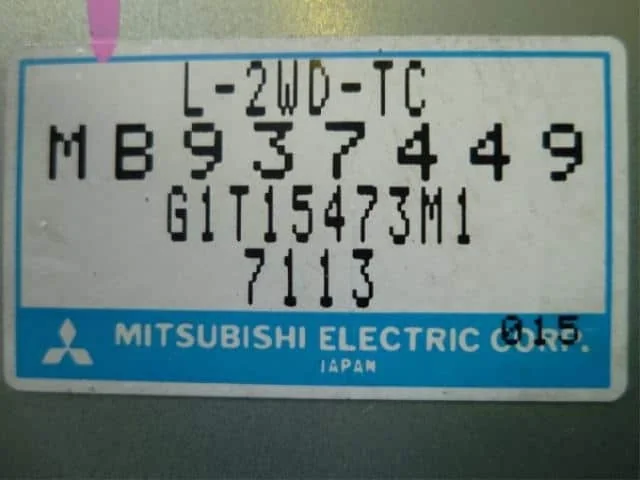 L-2WD-TC
MB937449
G1T15473M1
7113
015
MITSUBISHI ELECTRIC CORP.
JAPAN